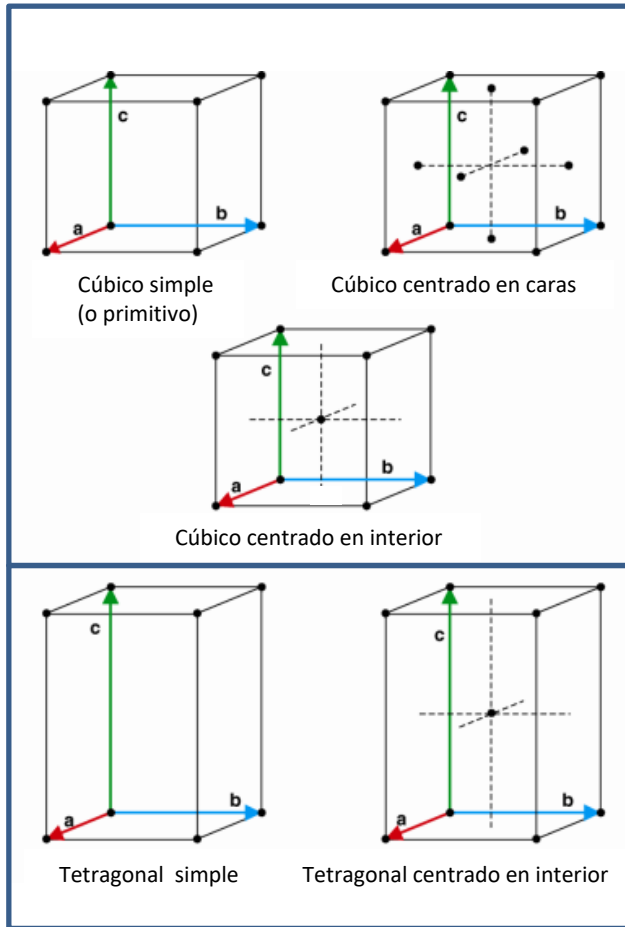 c
a
b
Cúbico simple
(o primitivo)
c
a
b
Cúbico centrado en caras
c
a
b
Cúbico centrado en interior
c
a
b
Tetragonal simple
c
a
b
Tetragonal centrado en interior